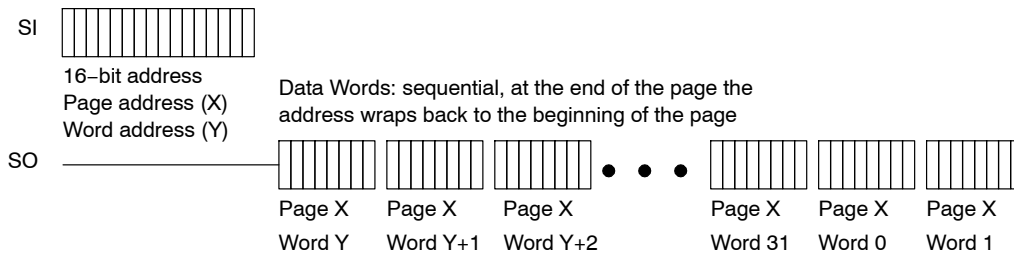 SI
16−bit address
Page address (X)
Word address (Y)
Data Words: sequential, at the end of the page the
address wraps back to the beginning of the page
SO
Page X Page X Page X Page X Page X Page X
Word Y Word Y+1 Word Y+2 Word 31 Word 0 Word 1